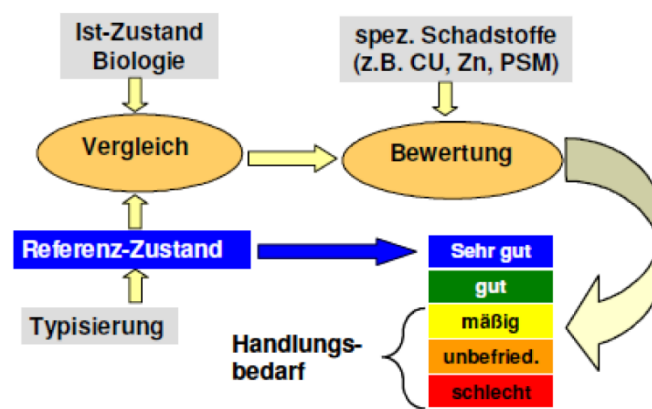 Ist-Zustand
Biologie
spez. Schadstoffe
(z.B. CU, Zn, PSM)
Vergleich
Bewertung
Referenz-Zustand
Sehr gut
gut
Typisierung
mäßig
Handlungs-
bedarf
unbefried.
schlecht